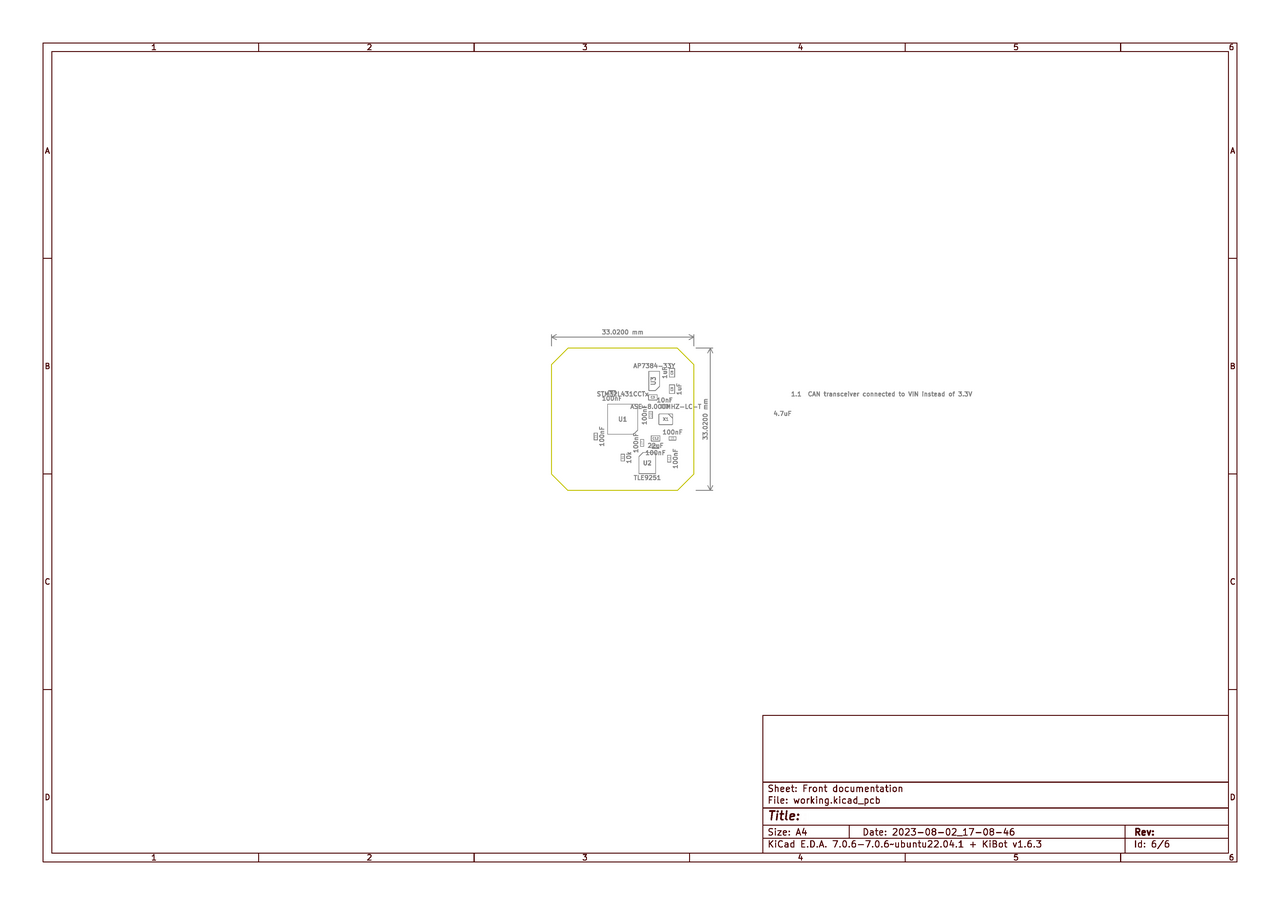 1 2 3 4 5 6
A A
33.0200 mm
B B
AP7384-33Y
1uF
U3
1uF
STM32L431CCTx
100nF
10nF
1.1 CAN transceiver connected to VIN instead of 3.3V
100nF
4.7uF
U1
X1
33.0200 mm
100nF
100nF
100nF
22pF
100nF
10k
U2
100nF
TLE9251
C C
D D
Sheet: Front documentation
File: working.kicad_pcb
Title:
Size: A4 Date: 2023-08-02_17-08-46 Rev:
KiCad E.D.A. 7.0.6-7.0.6~ubuntu22.04.1 + KiBot v1.6.3 Id: 6/6
1 2 3 4 5 6